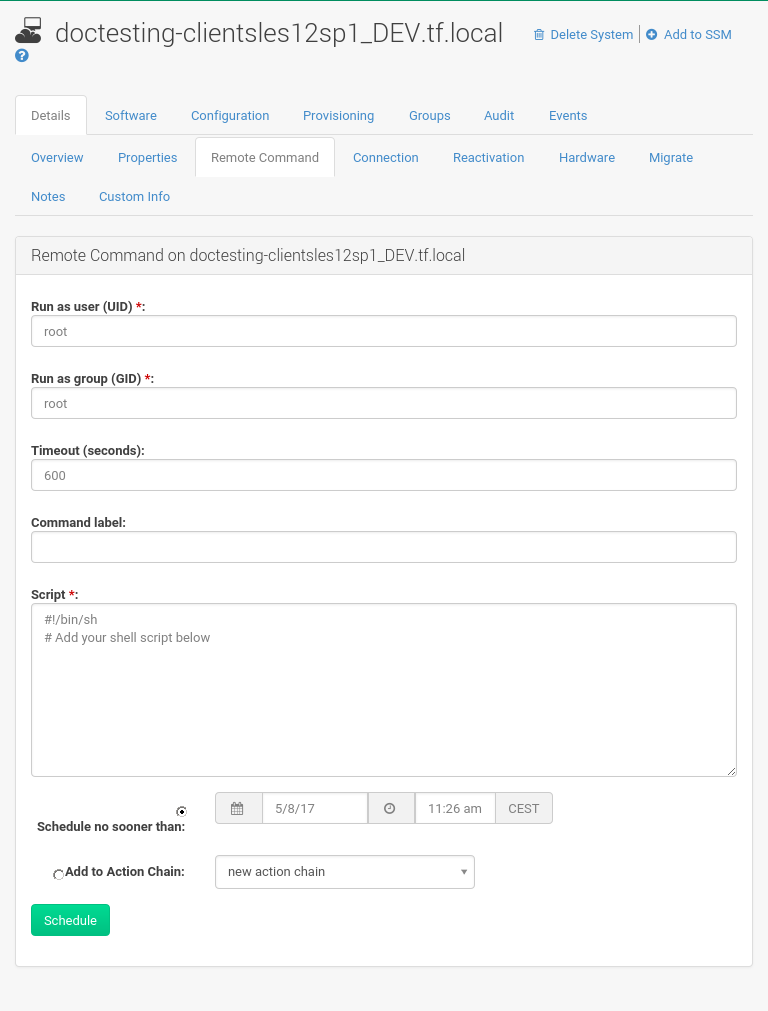 doctesting-clientsles12sp1_DEV.tf.local
Delete System
Add to SSM
Details Software Configuration Provisioning Groups Audit Events
Overview Properties Remote Command Connection Reactivation Hardware Migrate
Notes Custom Info
Remote Command on doctesting-clientsles12sp1_DEV.tf.local
Run as user (UID) *:
root
Run as group (GID) *:
root
Timeout (seconds):
600
Command label:
Script *:
#!/bin/sh
# Add your shell script below
5/8/17 11:26 am CEST
Schedule no sooner than:
Add to Action Chain: new action chain
Schedule